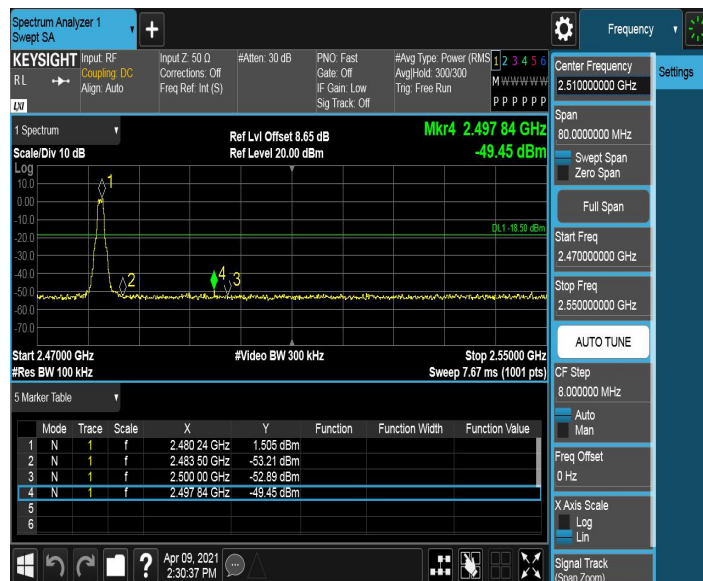 Spectrum Analyzer 1
Swept SA
Frequency
KEYSIGHT
RL
LXI
Input: RF
Coupling: DC
Align: Auto
Input Z: 50 Ω
Corrections: Off
Freq Ref: Int (S)
#Atten: 30 dB
PNO: Fast
Gate: Off
IF Gain: Low
Sig Track: Off
#Avg Type: Power (RMS
Avg|Hold: 300/300
Trig: Free Run
1 2 3 4 5 6
M W W W W W
P P P P P P
Center Frequency
2.510000000 GHz
Settings
1 Spectrum
Scale/Div 10 dB
Ref Lvl Offset 8.65 dB
Ref Level 20.00 dBm
Mkr4 2.497 84 GHz
-49.45 dBm
Span
80.0000000 MHz
Swept Span
Zero Span
Full Span
Start Freq
2.470000000 GHz
Stop Freq
2.550000000 GHz
AUTO TUNE
CF Step
8.000000 MHz
Auto
Man
Freq Offset
0 Hz
X Axis Scale
Log
Lin
Signal Track
(Span Zoom)
Log
10.0
0.00
-10.0
-20.0
-30.0
-40.0
-50.0
-60.0
-70.0
1
2
4
3
DL1 -18.50 dBm
Start 2.47000 GHz
#Res BW 100 kHz
#Video BW 300 kHz
Stop 2.55000 GHz
Sweep 7.67 ms (1001 pts)
5 Marker Table
Mode Trace Scale X Y Function Function Width Function Value
1 N 1 f 2.480 24 GHz 1.505 dBm
2 N 1 f 2.483 50 GHz -53.21 dBm
3 N 1 f 2.500 00 GHz -52.89 dBm
4 N 1 f 2.497 84 GHz -49.45 dBm
5
6
?
Apr 09, 2021
2:30:37 PM